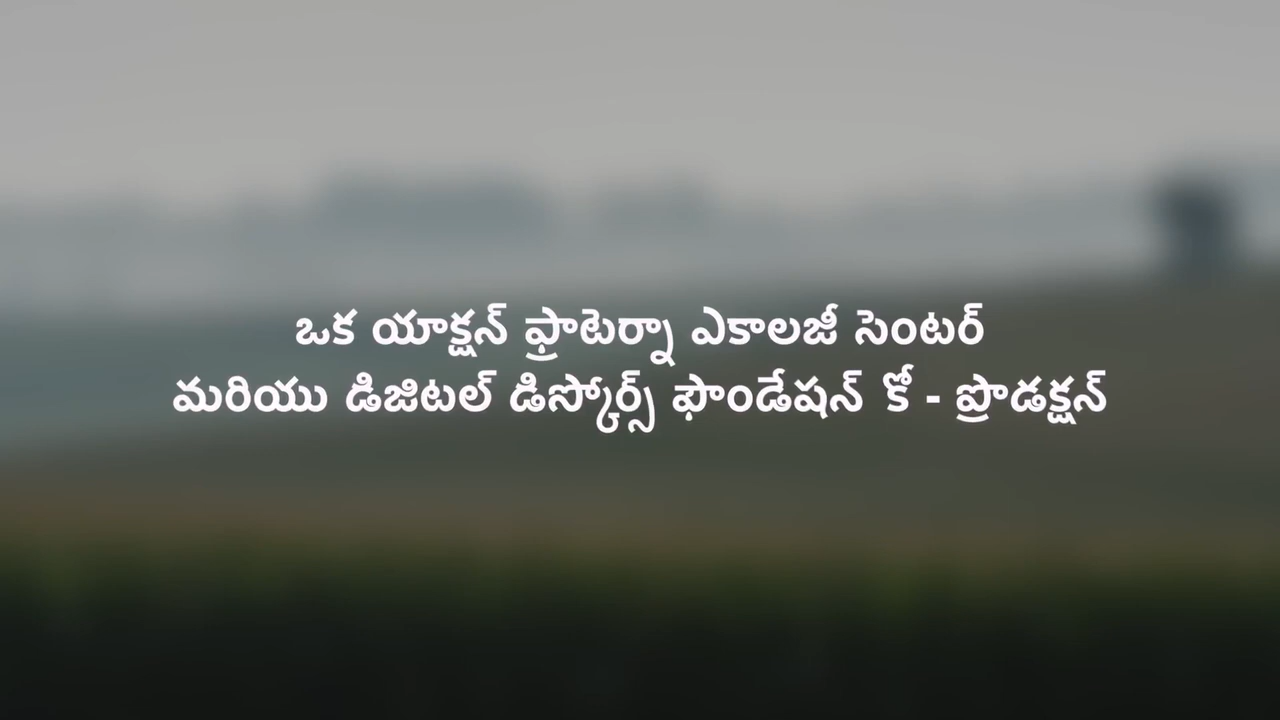 ఒక యాక్షన్ ఫ్రాటెర్నా ఎకాలజీ సెంటర్
మరియు డిజిటల్ డిస్కోర్స్ ఫౌండేషన్ కో - ప్రొడక్షన్